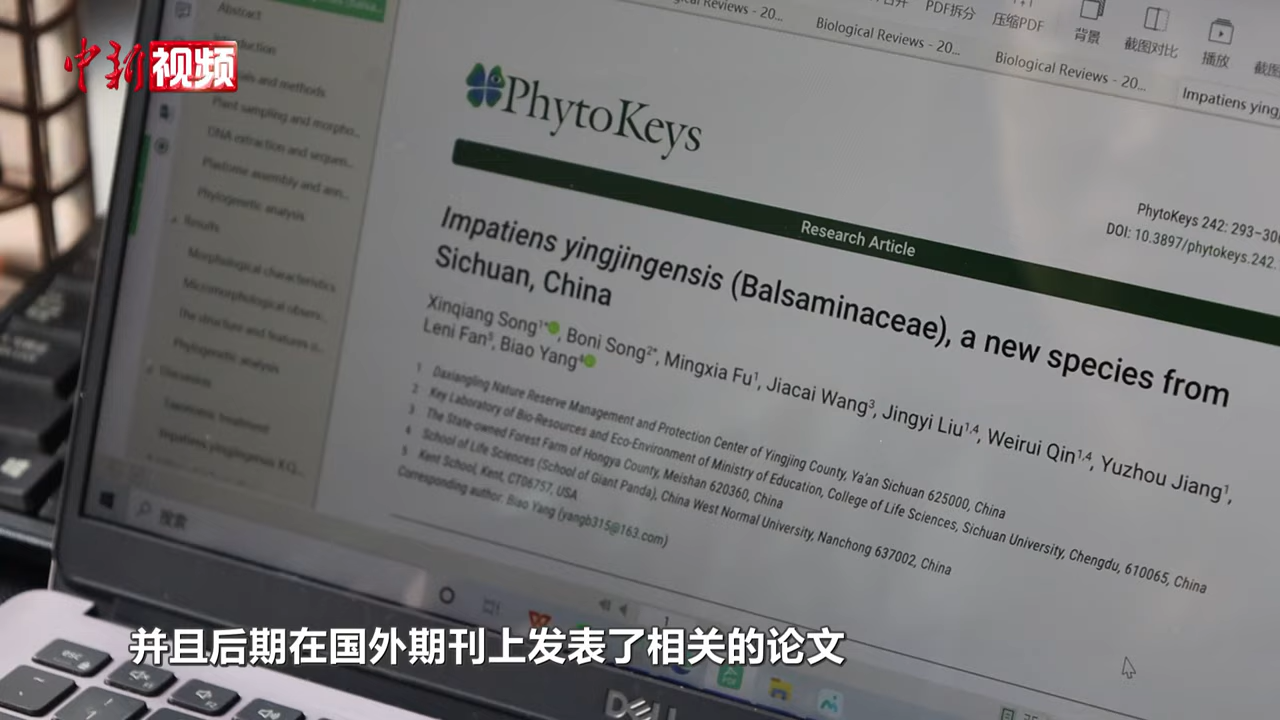 中新视频
Abstract
Plant sampling and morpho...
DNA extraction and sequen...
Plastome assembly and ann...
Phylogenetic analysis
Results
Morphological characteristics
Micromorphological observ...
The structure and features o...
Phylogenetic analysis
Discussion
Taxonomic treatment
PDF拆分
压缩PDF
背景
截图对比
播放
Biological Reviews - 20...
Biological Reviews - 20...
Impatiens ying
PhytoKeys
PhytoKeys 242: 293–30
DOI: 10.3897/phytokeys.242.
Research Article
Impatiens yingjingensis (Balsaminaceae), a new species from
Sichuan, China
Xinqiang Song1*, Boni Song2*, Mingxia Fu1, Jiacai Wang3, Jingyi Liu1,4, Weirui Qin1,4, Yuzhou Jiang1,
Leni Fan5, Biao Yang4
1 Daxiangling Nature Reserve Management and Protection Center of Yingjing County, Ya'an Sichuan 625000, China
2 Key Laboratory of Bio-Resources and Eco-Environment of Ministry of Education, College of Life Sciences, Sichuan University, Chengdu, 610065, China
3 The State-owned Forest Farm of Hongya County, Meishan 620360, China
4 School of Life Sciences (School of Giant Panda), China West Normal University, Nanchong 637002, China
5 Kent School, Kent, CT06757, USA
Corresponding author: Biao Yang (yangb315@163.com)
搜索
并且后期在国外期刊上发表了相关的论文
DELL
esc